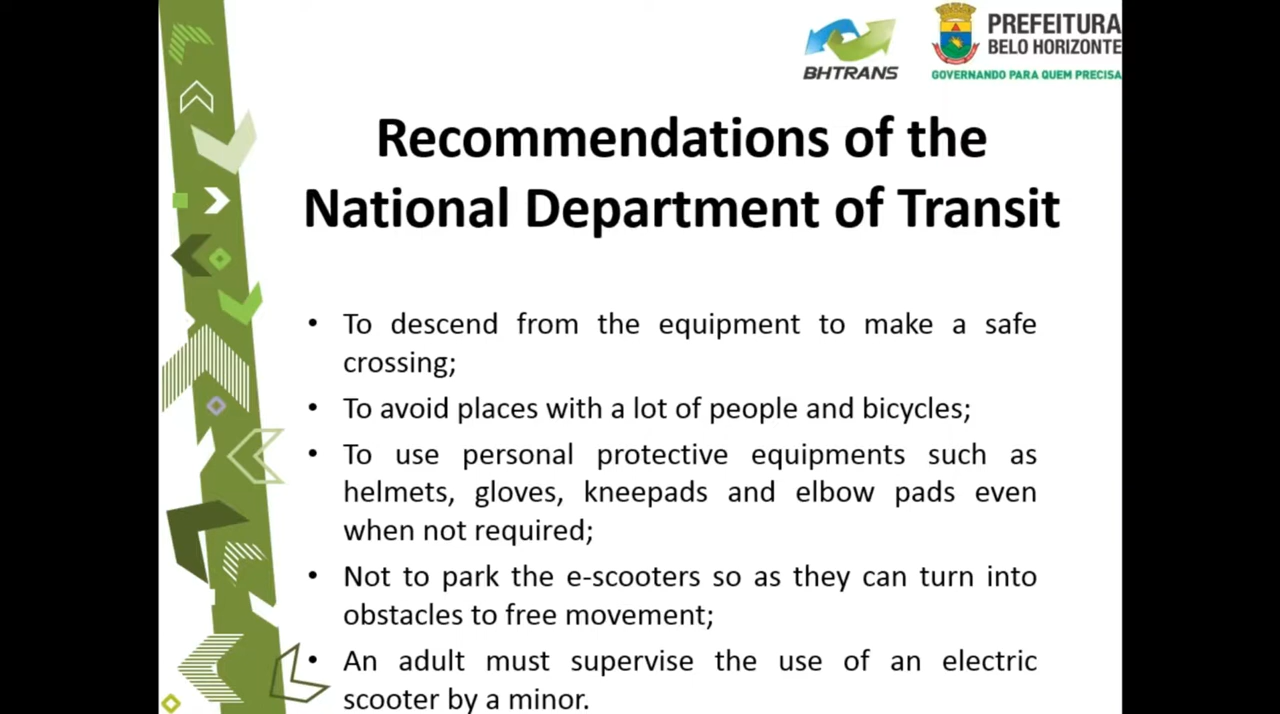 BHTRANS
PREFEITURA
BELO HORIZONTE
GOVERNANDO PARA QUEM PRECISA
Recommendations of the
National Department of Transit
• To descend from the equipment to make a safe
crossing;
• To avoid places with a lot of people and bicycles;
• To use personal protective equipments such as
helmets, gloves, kneepads and elbow pads even
when not required;
• Not to park the e-scooters so as they can turn into
obstacles to free movement;
• An adult must supervise the use of an electric
scooter by a minor.